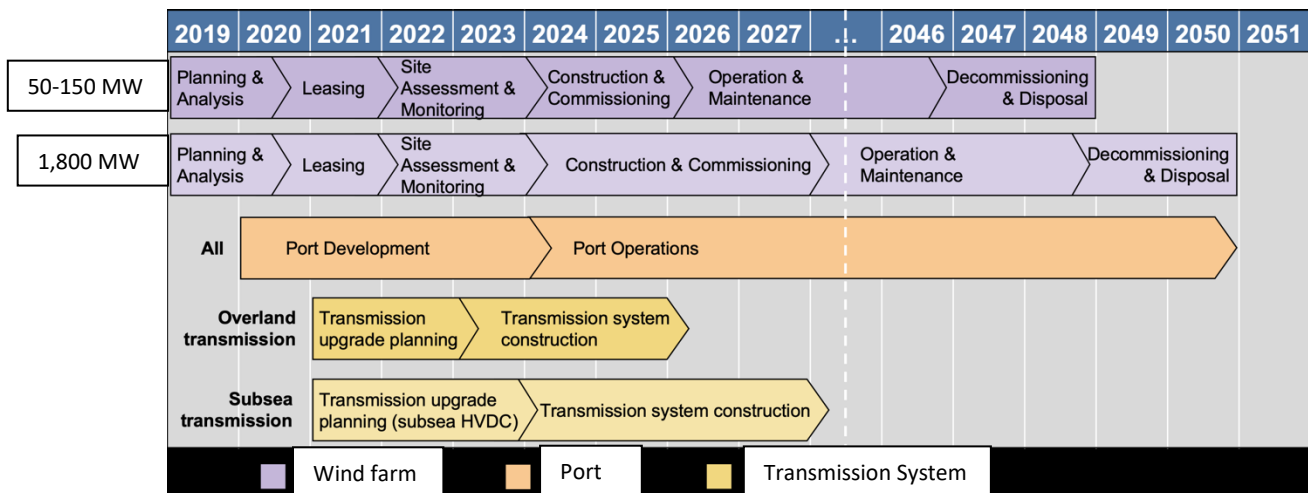 2019 2020 2021 2022 2023 2024 2025 2026 2027 ... 2046 2047 2048 2049 2050 2051
50-150 MW
Planning &
Analysis
Leasing
Site
Assessment &
Monitoring
Construction &
Commissioning
Operation &
Maintenance
Decommissioning
& Disposal
1,800 MW
Planning &
Analysis
Leasing
Site
Assessment &
Monitoring
Construction & Commissioning
Operation &
Maintenance
Decommissioning
& Disposal
All
Port Development
Port Operations
Overland
transmission
Transmission
upgrade planning
Transmission system
construction
Subsea
transmission
Transmission upgrade
planning (subsea HVDC)
Transmission system construction
Wind farm
Port
Transmission System